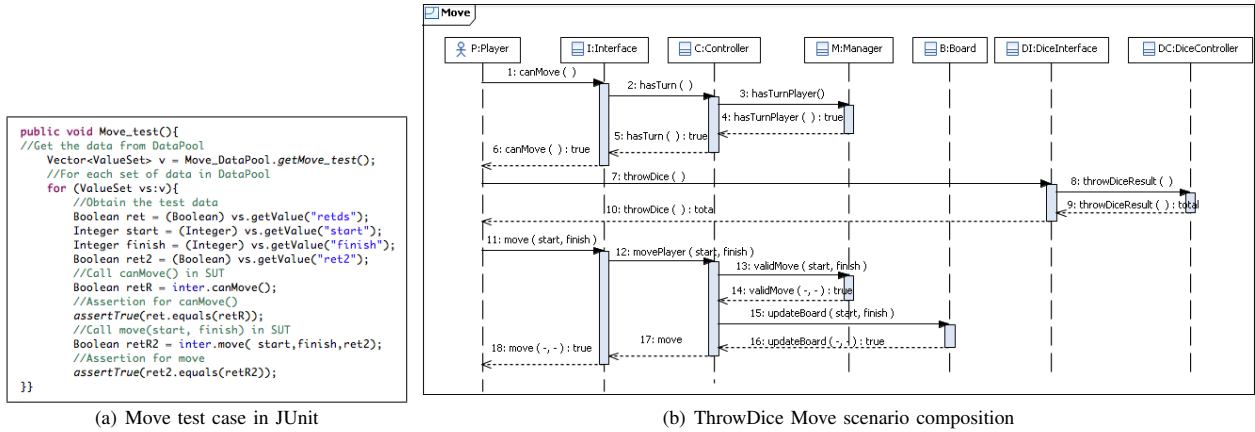 public void Move_test(){
//Get the data from DataPool
Vector<ValueSet> v = Move_DataPool.getMove_test();
//For each set of data in DataPool
for (ValueSet vs:v){
//Obtain the test data
Boolean ret = (Boolean) vs.getValue("retds");
Integer start = (Integer) vs.getValue("start");
Integer finish = (Integer) vs.getValue("finish");
Boolean ret2 = (Boolean) vs.getValue("ret2");
//Call canMove() in SUT
Boolean retR = inter.canMove();
//Assertion for canMove()
assertTrue(ret.equals(retR));
//Call move(start, finish) in SUT
Boolean retR2 = inter.move( start,finish,ret2);
//Assertion for move
assertTrue(ret2.equals(retR2));
}}
(a) Move test case in JUnit
Move
P:Player
I:Interface
C:Controller
M:Manager
B:Board
DI:DiceInterface
DC:DiceController
1: canMove ( )
2: hasTurn ( )
3: hasTurnPlayer()
4: hasTurnPlayer ( ) : true
5: hasTurn ( ) : true
6: canMove ( ) : true
7: throwDice ( )
8: throwDiceResult ( )
9: throwDiceResult ( ) : total
10: throwDice ( ) : total
11: move ( start, finish )
12: movePlayer ( start, finish )
13: validMove ( start, finish )
14: validMove ( -, - ) : true
15: updateBoard ( start, finish )
16: updateBoard ( -, - ) : true
17: move
18: move ( -, - ) : true
(b) ThrowDice Move scenario composition